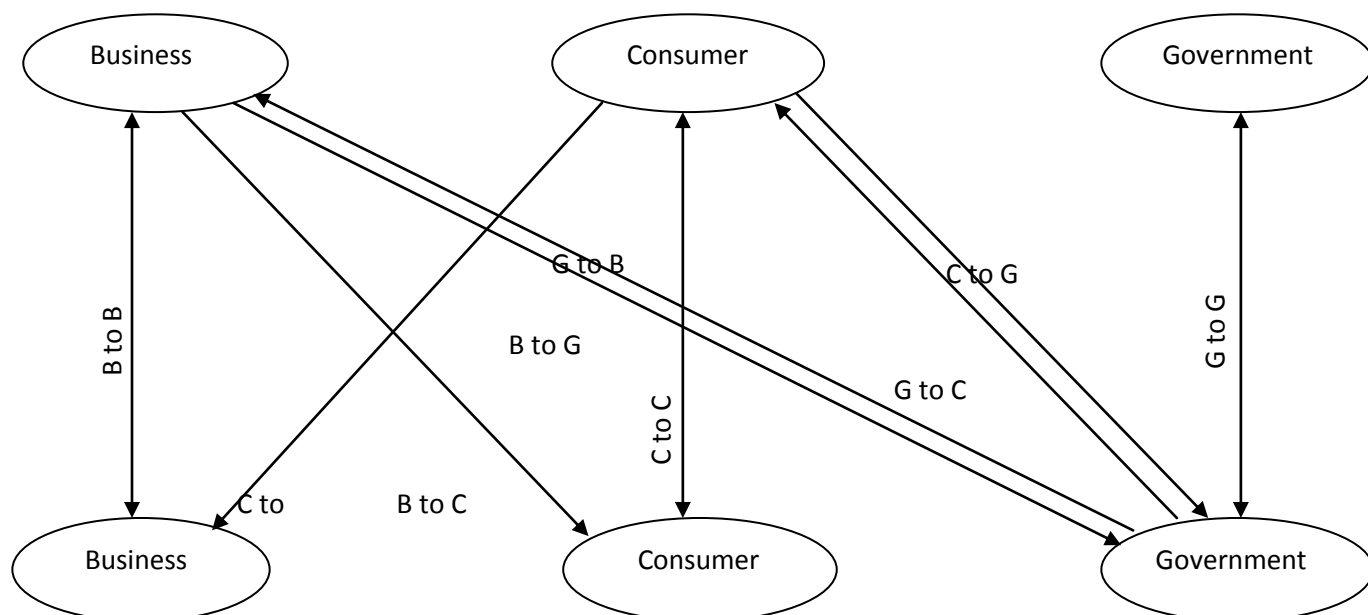 Business
Consumer
Government
G to B
C to G
B to B
B to G
G to G
G to C
C to C
C to
B to C
Business
Consumer
Government